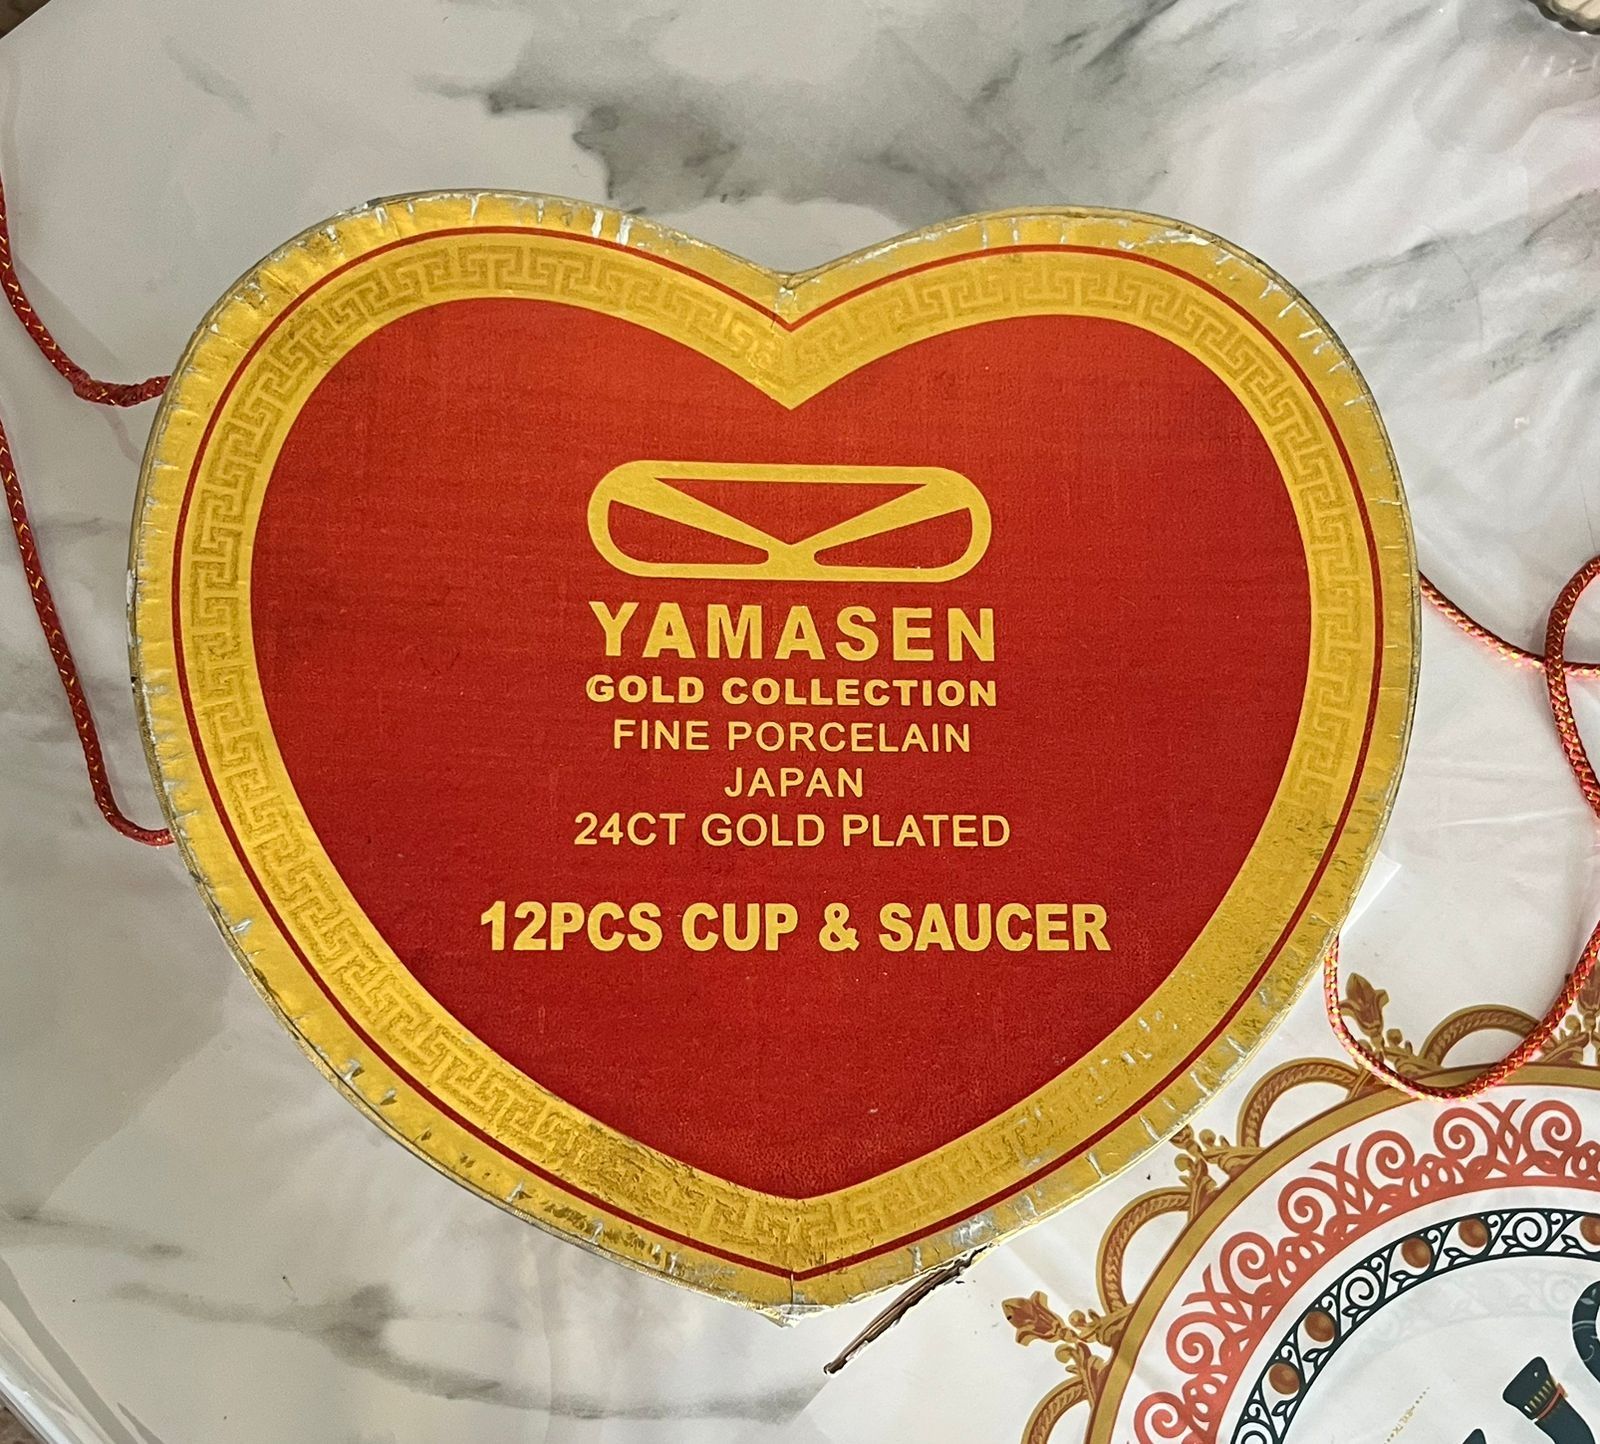 YAMASEN
GOLD COLLECTION
FINE PORCELAIN
JAPAN
24CT GOLD PLATED
12PCS CUP & SAUCER